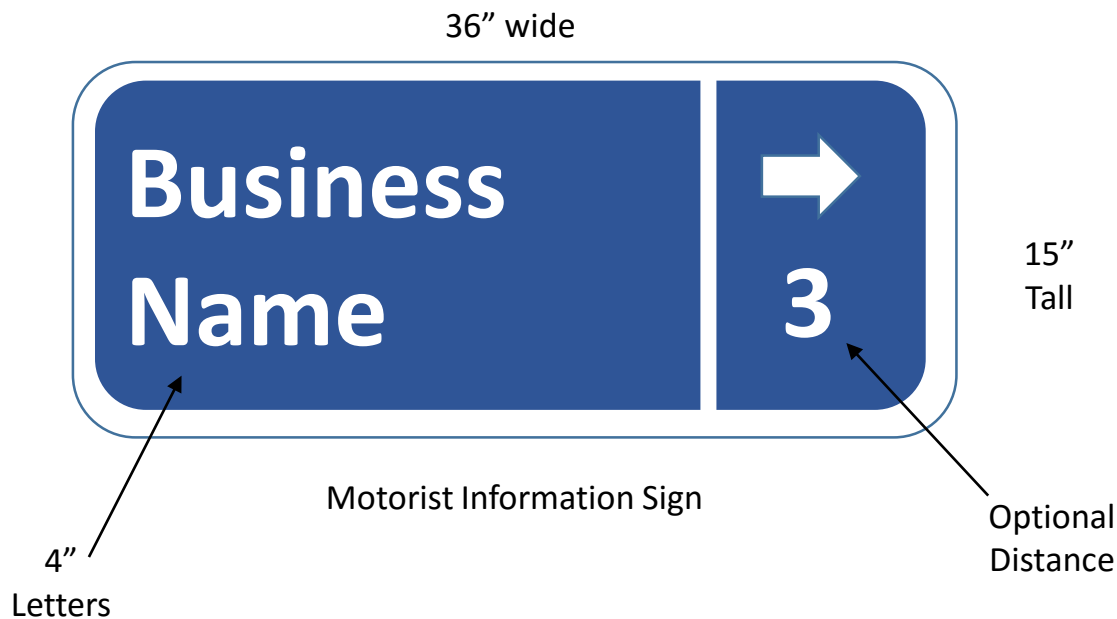 36” wide
Business
Name
3
15”
Tall
Motorist Information Sign
4”
Letters
Optional
Distance